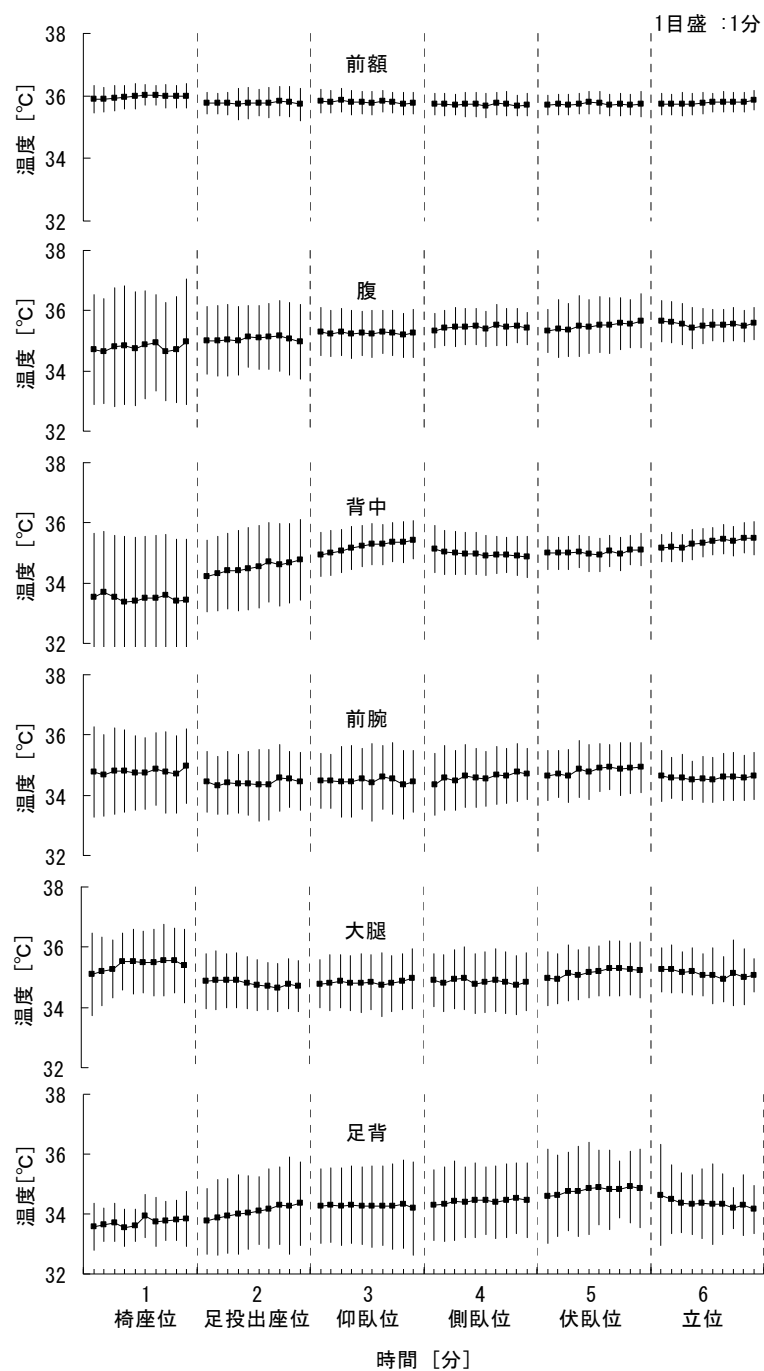 1目盛 :1分
前額
38
36
34
32
温度 [℃]
腹
38
36
34
32
温度 [℃]
背中
38
36
34
32
温度 [℃]
前腕
38
36
34
32
温度 [℃]
大腿
38
36
34
32
温度 [℃]
足背
38
36
34
32
温度[℃]
1 2 3 4 5 6
椅座位 足投出座位 仰臥位 側臥位 伏臥位 立位
時間 [分]